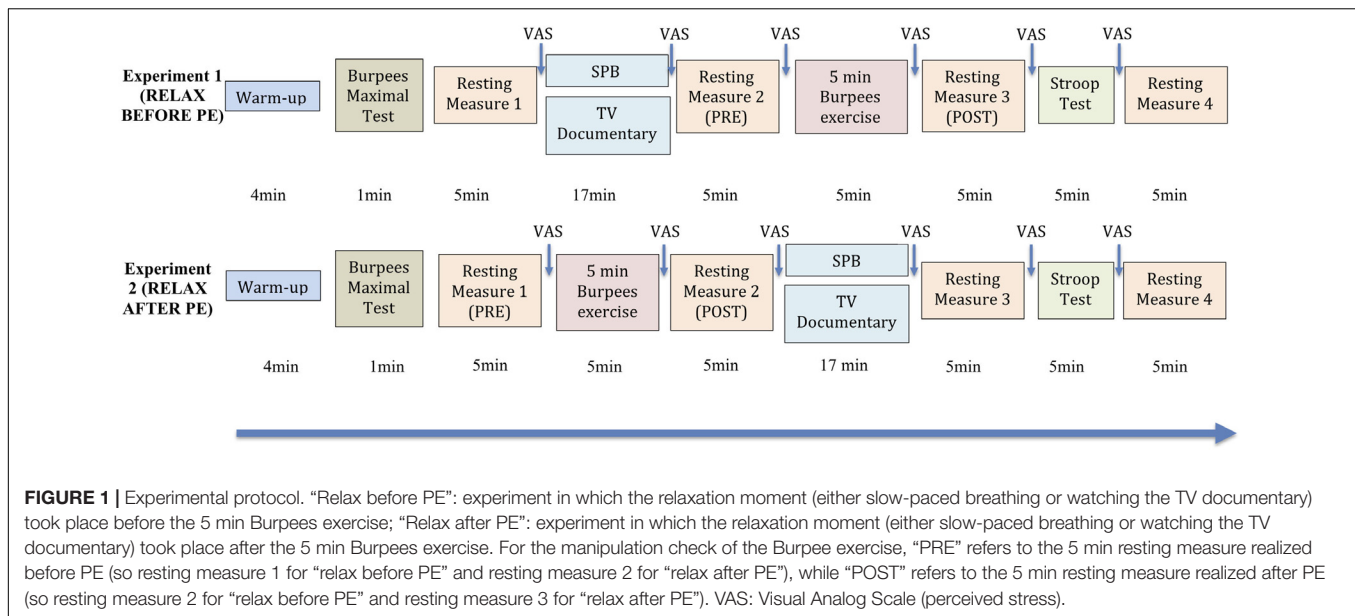 VAS VAS VAS VAS VAS VAS
Experiment 1
(RELAX
BEFORE PE)
Warm-up
Burpees
Maximal
Test
Resting
Measure 1
SPB
TV
Documentary
Resting
Measure 2
(PRE)
5 min
Burpees
exercise
Resting
Measure 3
(POST)
Stroop
Test
Resting
Measure 4
4min 1min 5min 17min 5min 5min 5min 5min 5min
VAS VAS VAS VAS VAS VAS
Experiment
2 (RELAX
AFTER PE)
Warm-up
Burpees
Maximal
Test
Resting
Measure 1
(PRE)
5 min
Burpees
exercise
Resting
Measure 2
(POST)
SPB
TV
Documentary
Resting
Measure 3
Stroop
Test
Resting
Measure 4
4min 1min 5min 5min 5min 17 min 5min 5min 5min
FIGURE 1 | Experimental protocol. “Relax before PE”: experiment in which the relaxation moment (either slow-paced breathing or watching the TV documentary)
took place before the 5 min Burpees exercise; “Relax after PE”: experiment in which the relaxation moment (either slow-paced breathing or watching the TV
documentary) took place after the 5 min Burpees exercise. For the manipulation check of the Burpee exercise, “PRE” refers to the 5 min resting measure realized
before PE (so resting measure 1 for “relax before PE” and resting measure 2 for “relax after PE”), while “POST” refers to the 5 min resting measure realized after PE
(so resting measure 2 for “relax before PE” and resting measure 3 for “relax after PE”). VAS: Visual Analog Scale (perceived stress).